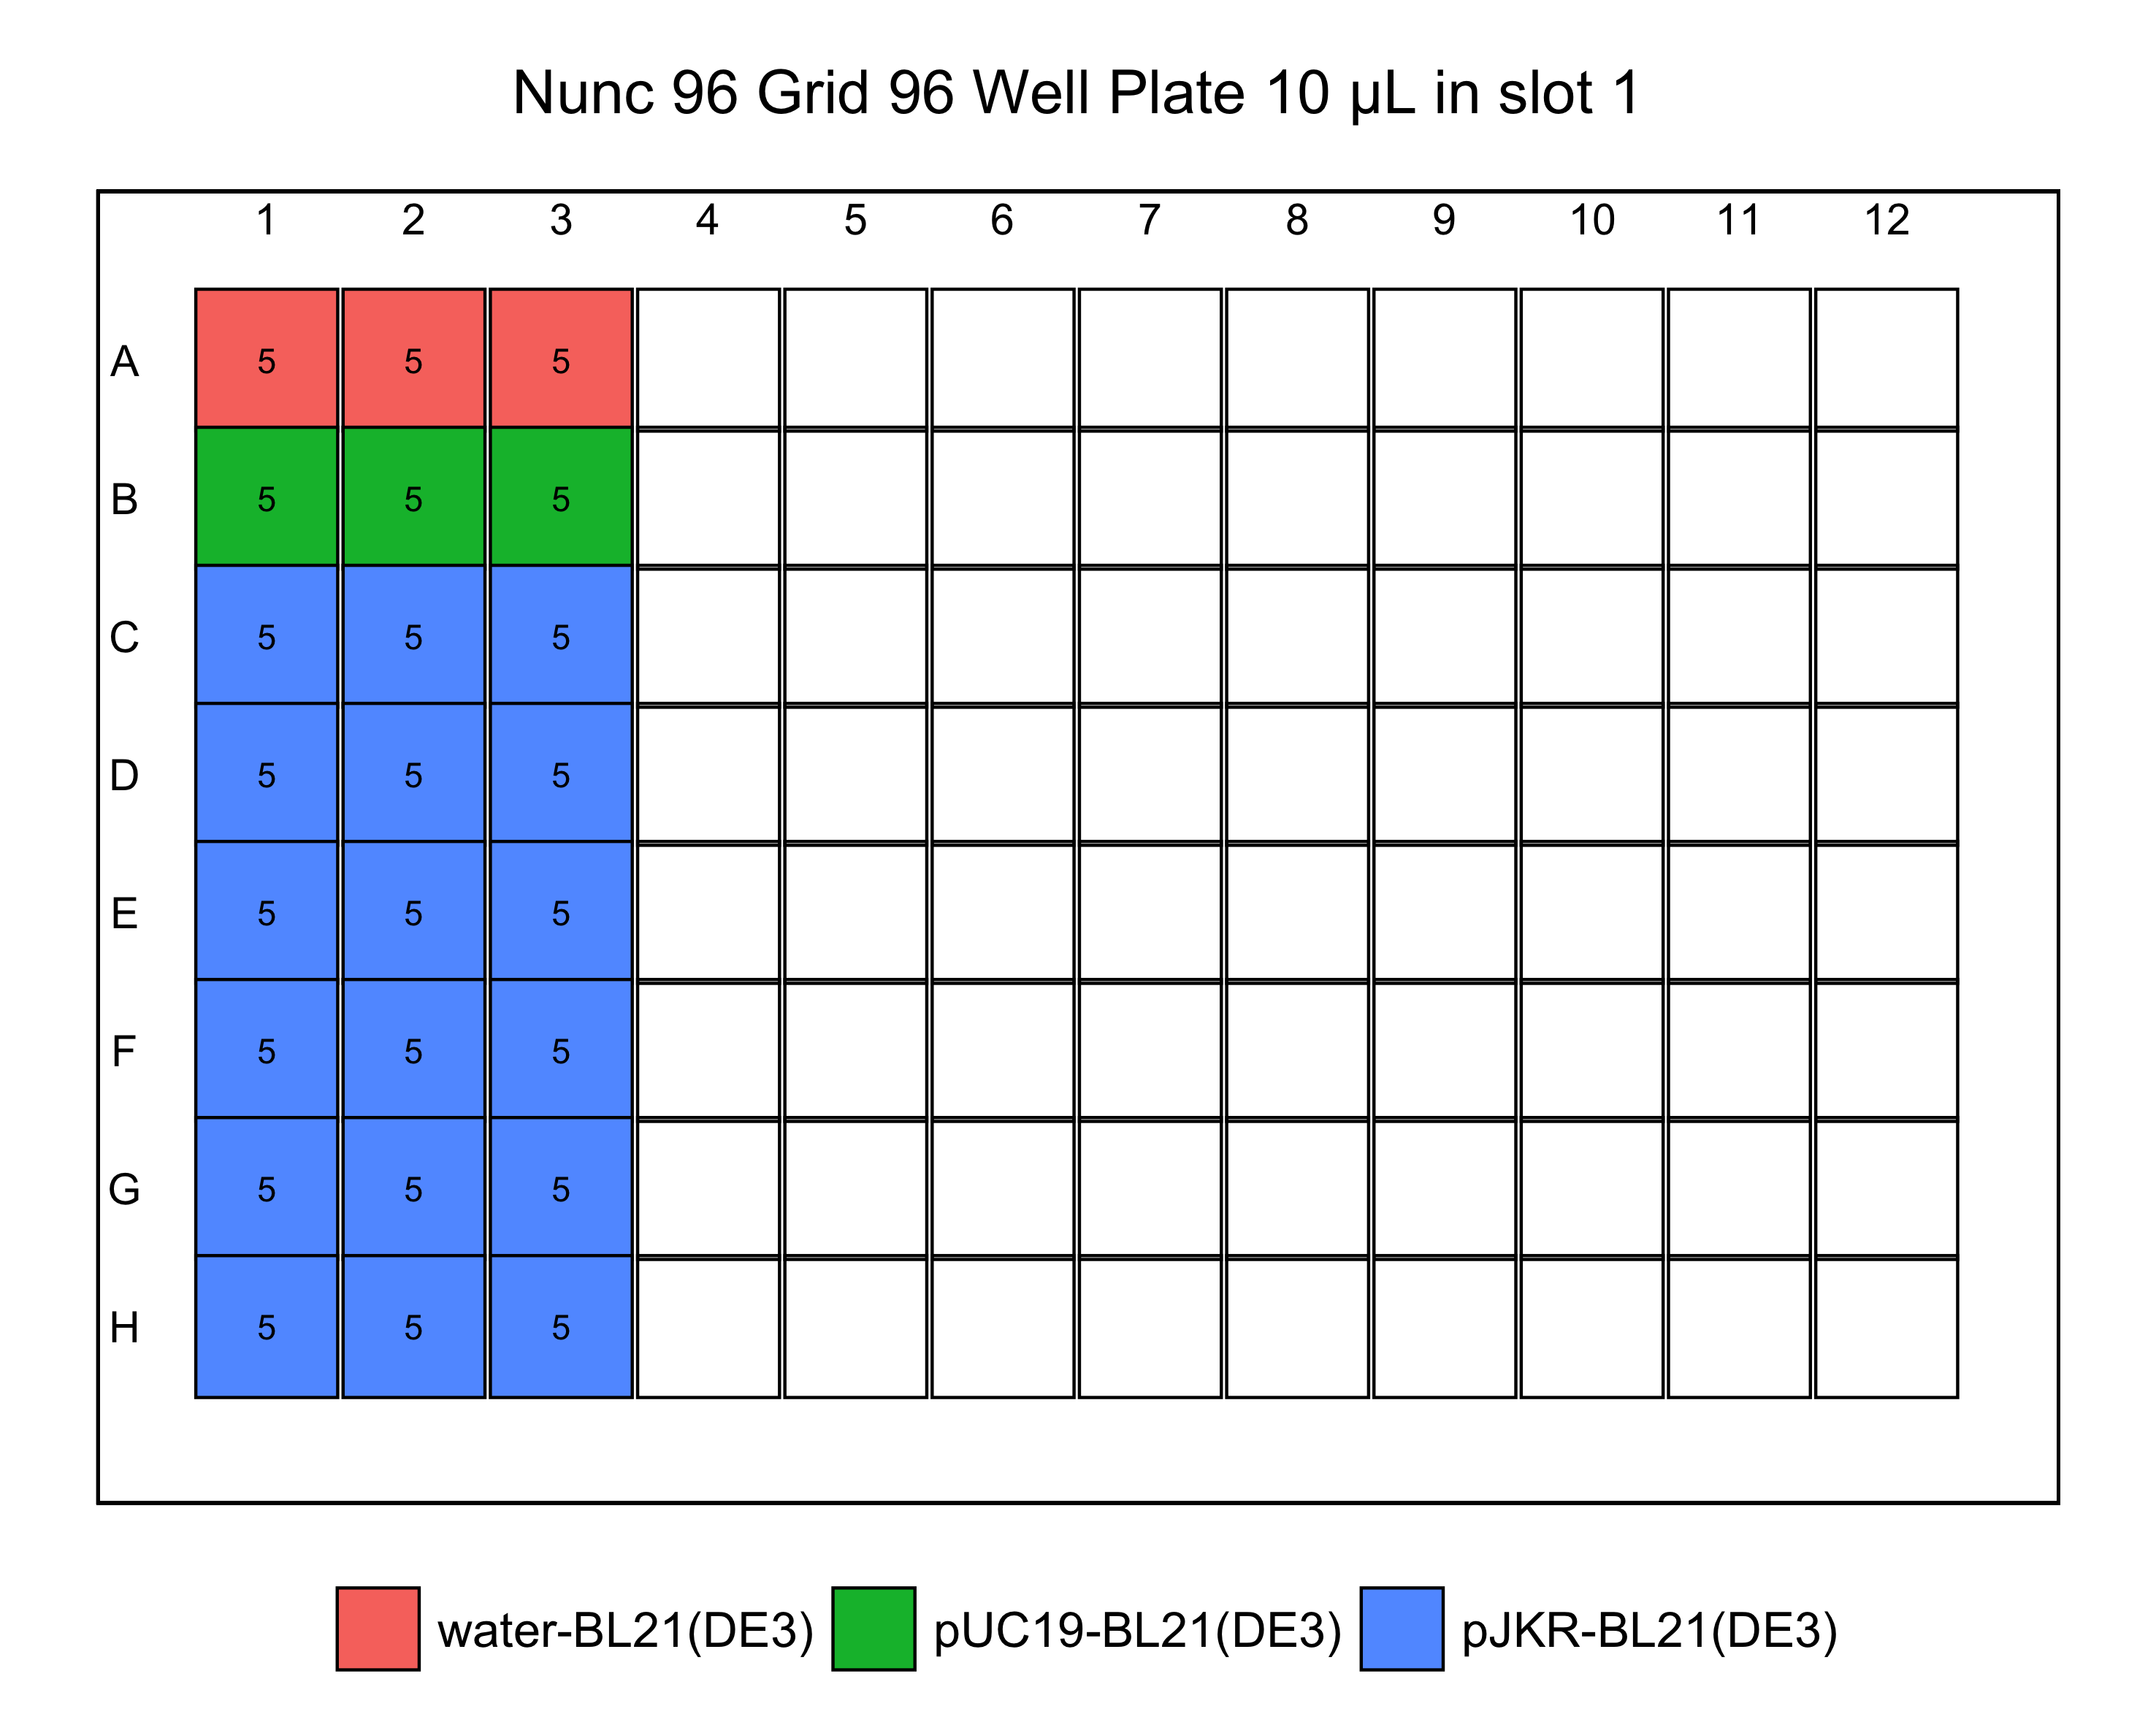 Nunc 96 Grid 96 Well Plate 10 µL in slot 1
1 2 3 4 5 6 7 8 9 10 11 12
A 5 5 5
B 5 5 5
C 5 5 5
D 5 5 5
E 5 5 5
F 5 5 5
G 5 5 5
H 5 5 5
water-BL21(DE3) pUC19-BL21(DE3) pJKR-BL21(DE3)